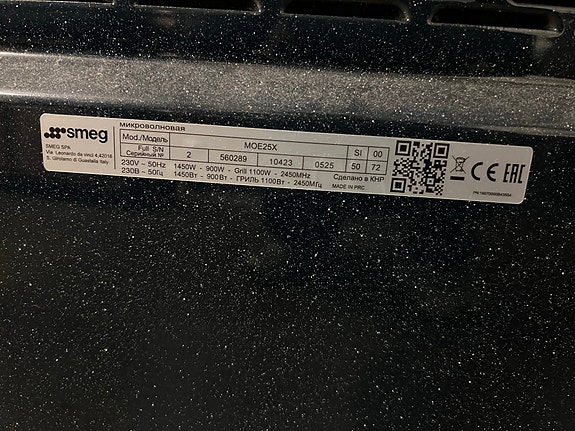 smeg
SMEG SPA
Via Leonardo da vinci 4,42016
S. Girolamo di Guastalla Italy
микроволновая
Mod./Модель MOE25X SI 00
Full S/N
Серийный № 2 560289 10423 0525 50 72
230V ~ 50Hz 1450W - 900W - Grill 1100W - 2450MHz Сделано в КНР
230В ~ 50Гц 1450Вт - 900Вт - ГРИЛЬ 1100Вт - 2450МГц MADE IN PRC
CE EAC